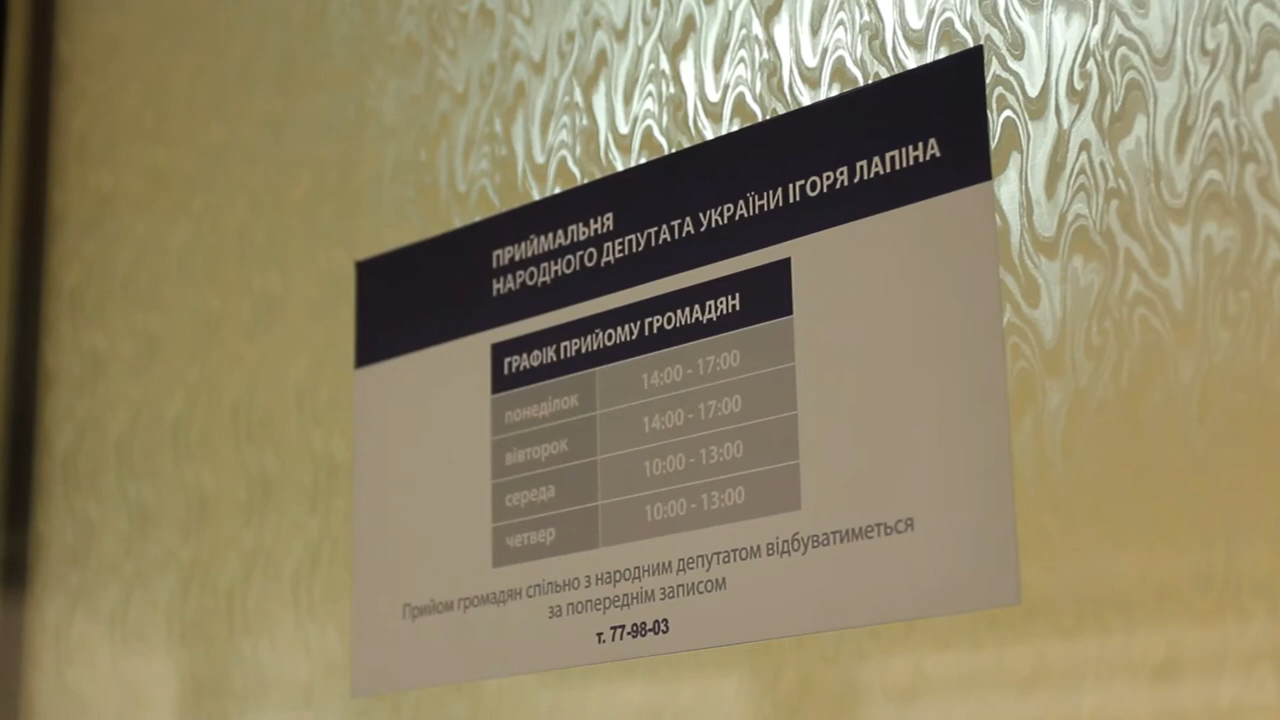 ПРИЙМАЛЬНЯ
НАРОДНОГО ДЕПУТАТА УКРАЇНИ ІГОРЯ ЛАПІНА
ГРАФІК ПРИЙОМУ ГРОМАДЯН
понеділок 14:00 - 17:00
вівторок 14:00 - 17:00
середа 10:00 - 13:00
четвер 10:00 - 13:00
Прийом громадян спільно з народним депутатом відбуватиметься
за попереднім записом
т. 77-98-03